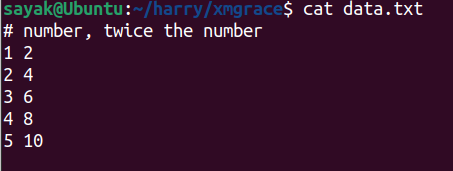 sayak@Ubuntu:~/harry/xmgrace$ cat data.txt
# number, twice the number
1 2
2 4
3 6
4 8
5 10